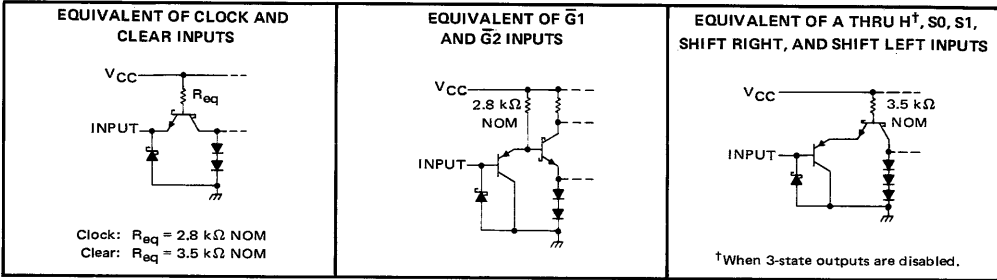 EQUIVALENT OF CLOCK AND
CLEAR INPUTS
VCC
Req
INPUT
Clock: Req = 2.8 kΩ NOM
Clear: Req = 3.5 kΩ NOM
EQUIVALENT OF G̅1
AND G̅2 INPUTS
VCC
2.8 kΩ
NOM
INPUT
EQUIVALENT OF A THRU H†, S0, S1,
SHIFT RIGHT, AND SHIFT LEFT INPUTS
VCC
3.5 kΩ
NOM
INPUT
†When 3-state outputs are disabled.